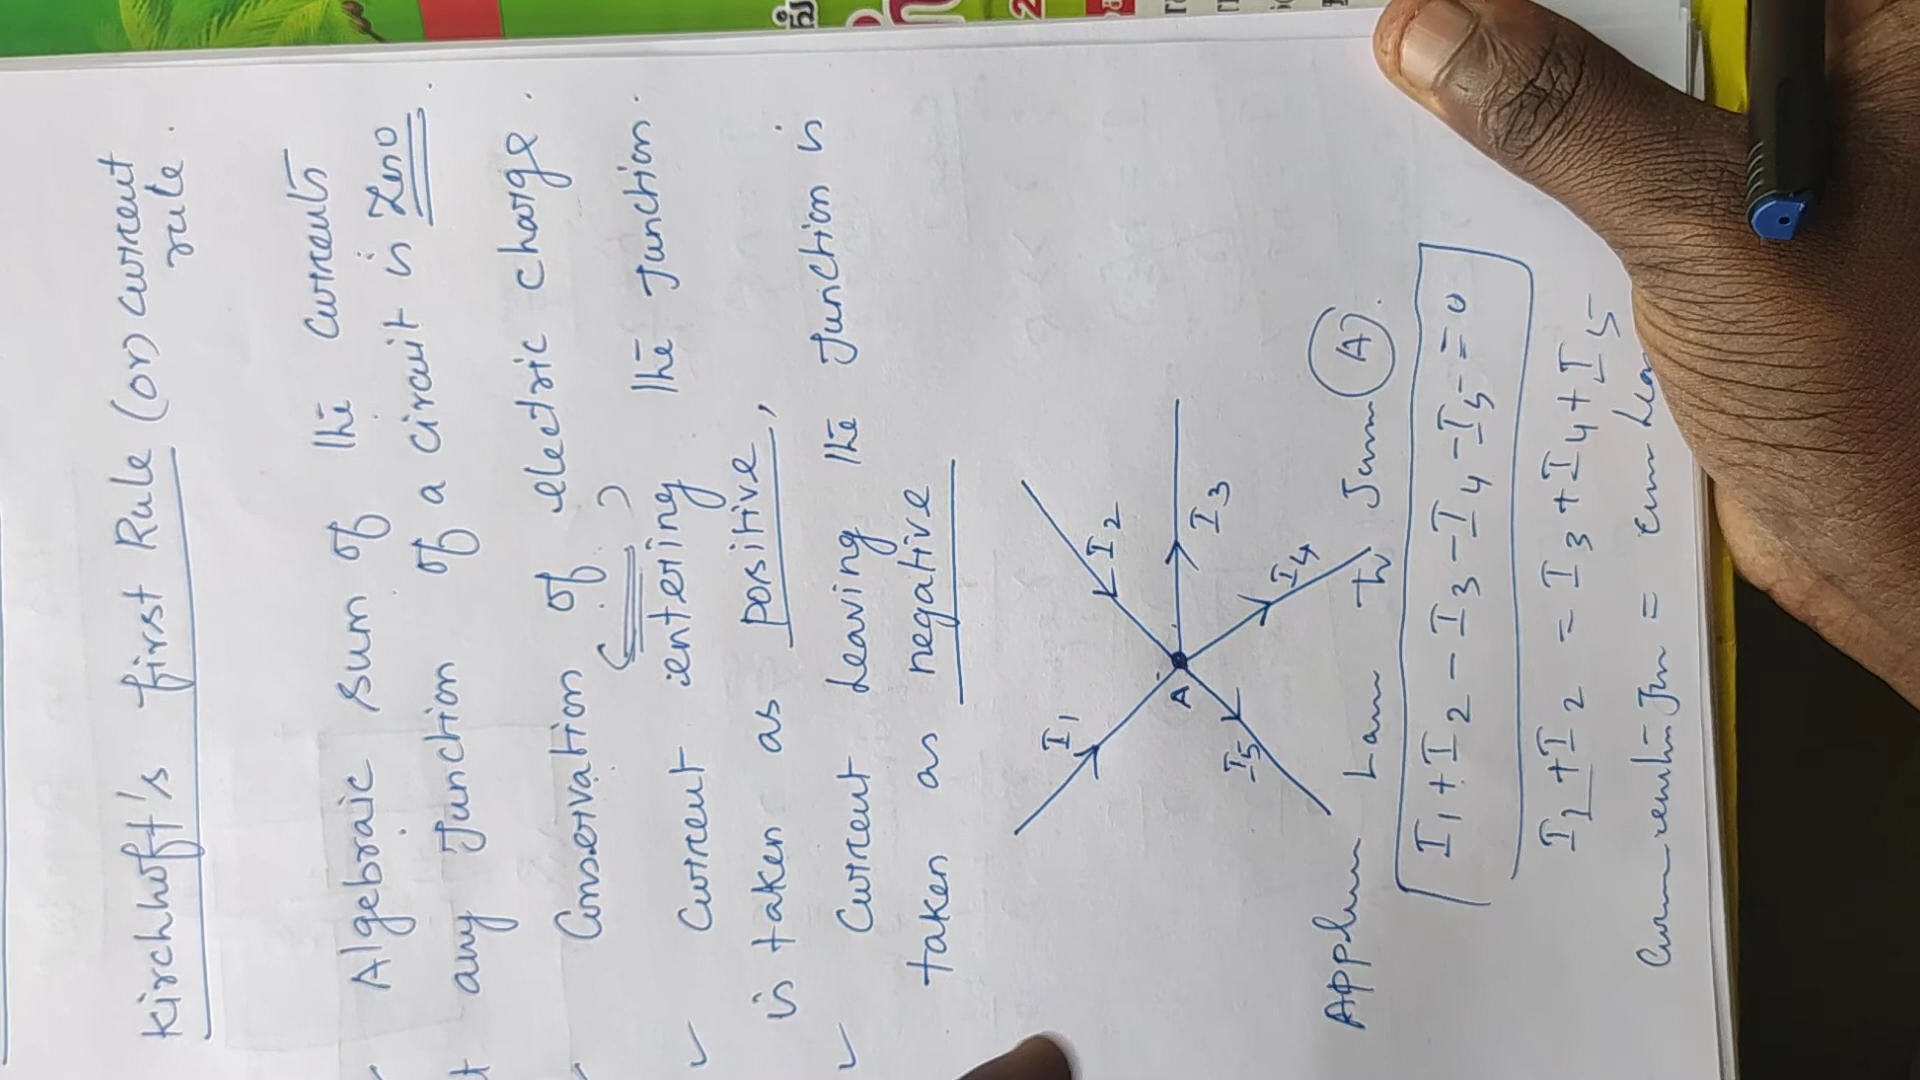 Kirchhoff's first Rule (or) current
rule.
Algebraic sum of the currents
any Junction of a circuit is Zero.
Conservation of electric charge.
✓ Current entering the Junction
is taken as positive,
✓ Current leaving the Junction is
taken as negative
I1
I2
A
I3
I5
I4
Law to A
I1 + I2 - I3 - I4 - I5 = 0
I1 + I2 = I3 + I4 + I5
=